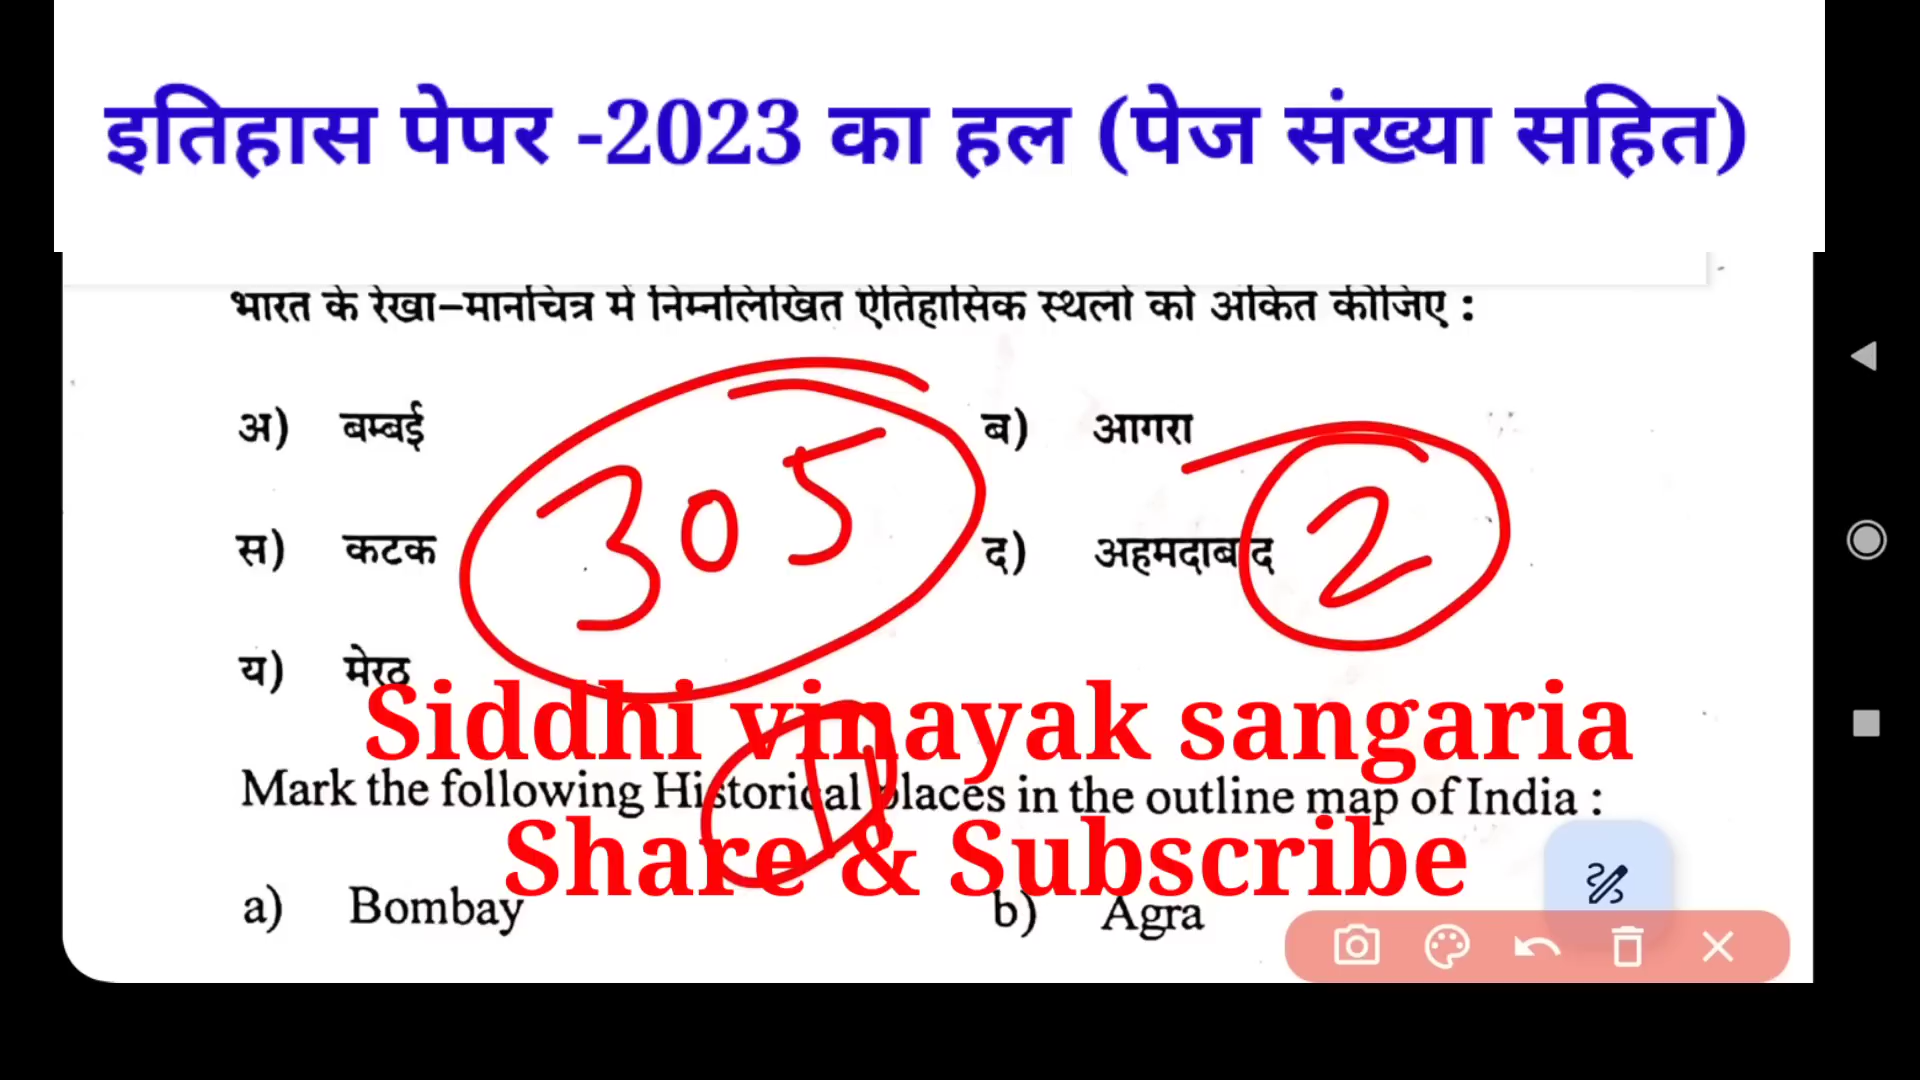 इतिहास पेपर -2023 का हल (पेज संख्या सहित)
भारत के रेखा-मानचित्र में निम्नलिखित ऐतिहासिक स्थलों को अंकित कीजिए :
अ) बम्बई ब) आगरा
305
2
स) कटक द) अहमदाबाद
य) मेरठ
Siddhi vinayak sangaria
Mark the following Historical places in the outline map of India :
Share & Subscribe
a) Bombay b) Agra